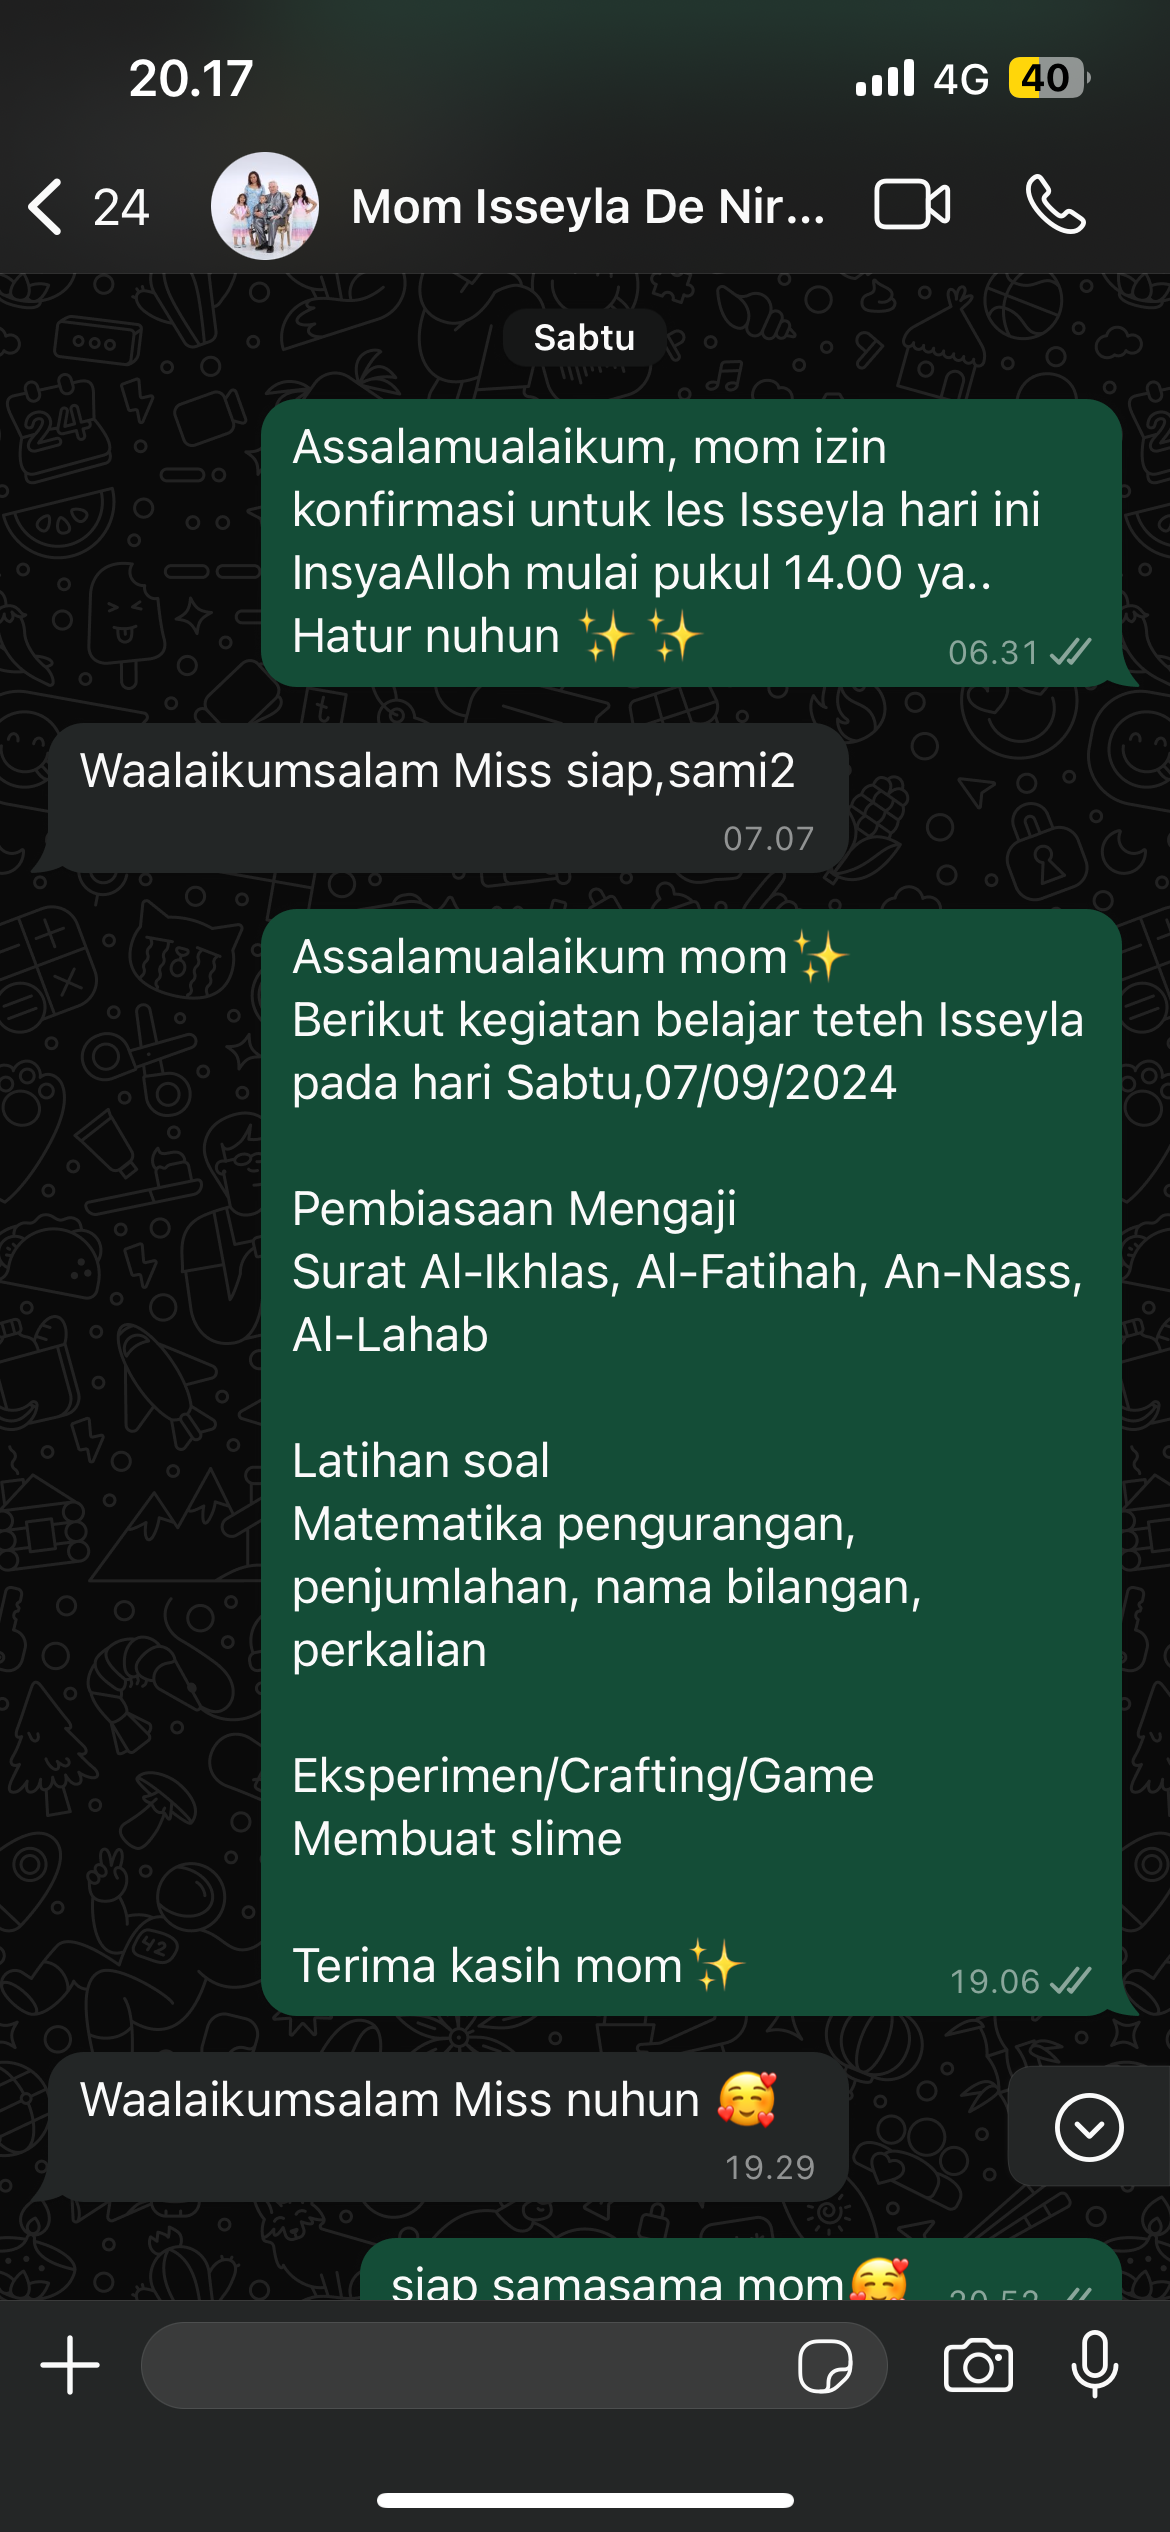 20.17
4G 40
24
Mom Isseyla De Nir...
Sabtu
Assalamualaikum, mom izin
konfirmasi untuk les Isseyla hari ini
InsyaAlloh mulai pukul 14.00 ya..
Hatur nuhun ✨ ✨
06.31
Waalaikumsalam Miss siap,sami2
07.07
Assalamualaikum mom✨
Berikut kegiatan belajar teteh Isseyla
pada hari Sabtu,07/09/2024
Pembiasaan Mengaji
Surat Al-Ikhlas, Al-Fatihah, An-Nass,
Al-Lahab
Latihan soal
Matematika pengurangan,
penjumlahan, nama bilangan,
perkalian
Eksperimen/Crafting/Game
Membuat slime
Terima kasih mom✨
19.06
Waalaikumsalam Miss nuhun 🥰
19.29
siap samasama mom🥰